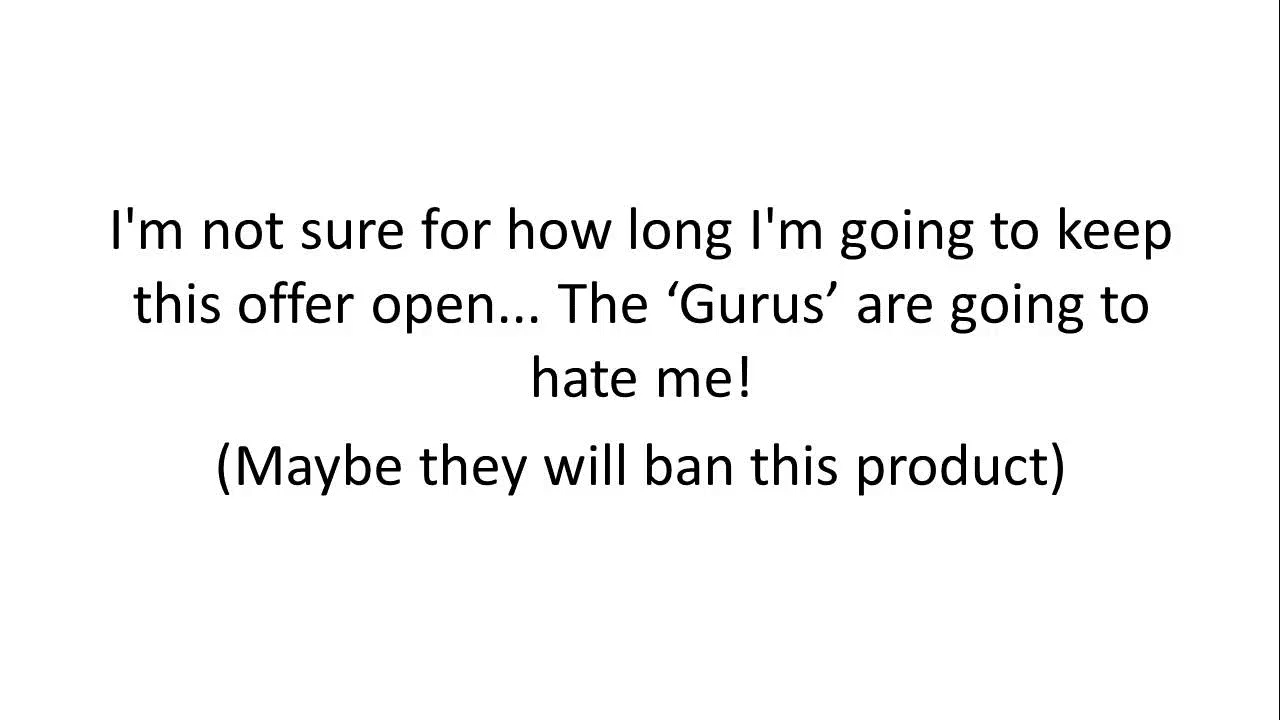 I'm not sure for how long I'm going to keep
this offer open... The ‘Gurus’ are going to
hate me!
(Maybe they will ban this product)